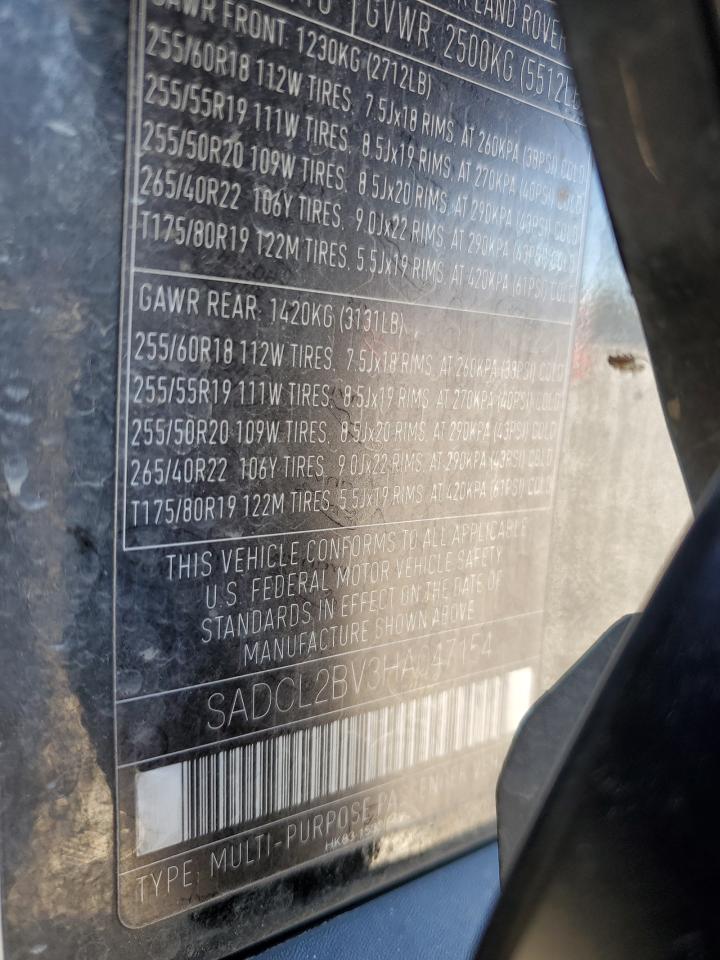 LAND ROVER
GVWR: 2500KG (5512LB
GAWR FRONT: 1230KG (2712LB)
255/60R18 112W TIRES, 7.5Jx18 RIMS, AT 260KPA (38PSI) COLD
255/55R19 111W TIRES, 8.5Jx19 RIMS, AT 270KPA (40PSI) COLD
255/50R20 109W TIRES, 8.5Jx20 RIMS, AT 290KPA (43PSI) COLD
265/40R22 106Y TIRES, 9.0Jx22 RIMS, AT 290KPA COLD
T175/80R19 122M TIRES, 5.5Jx19 RIMS, AT 420KPA (61PSI) COLD
GAWR REAR: 1420KG (3131LB)
255/60R18 112W TIRES, 7.5Jx18 RIMS, AT 260KPA (38PSI) COLD
255/55R19 111W TIRES, 8.5Jx19 RIMS, AT 270KPA (40PSI) COLD
255/50R20 109W TIRES, 8.5Jx20 RIMS, AT 290KPA (43PSI) COLD
265/40R22 106Y TIRES, 9.0Jx22 RIMS, AT 290KPA (43PSI) COLD
T175/80R19 122M TIRES, 5.5Jx19 RIMS, AT 420KPA (61PSI) COLD
THIS VEHICLE CONFORMS TO ALL APPLICABLE
U.S. FEDERAL MOTOR VEHICLE SAFETY
STANDARDS IN EFFECT ON THE DATE OF
MANUFACTURE SHOWN ABOVE
TYPE: MULTI-PURPOSE